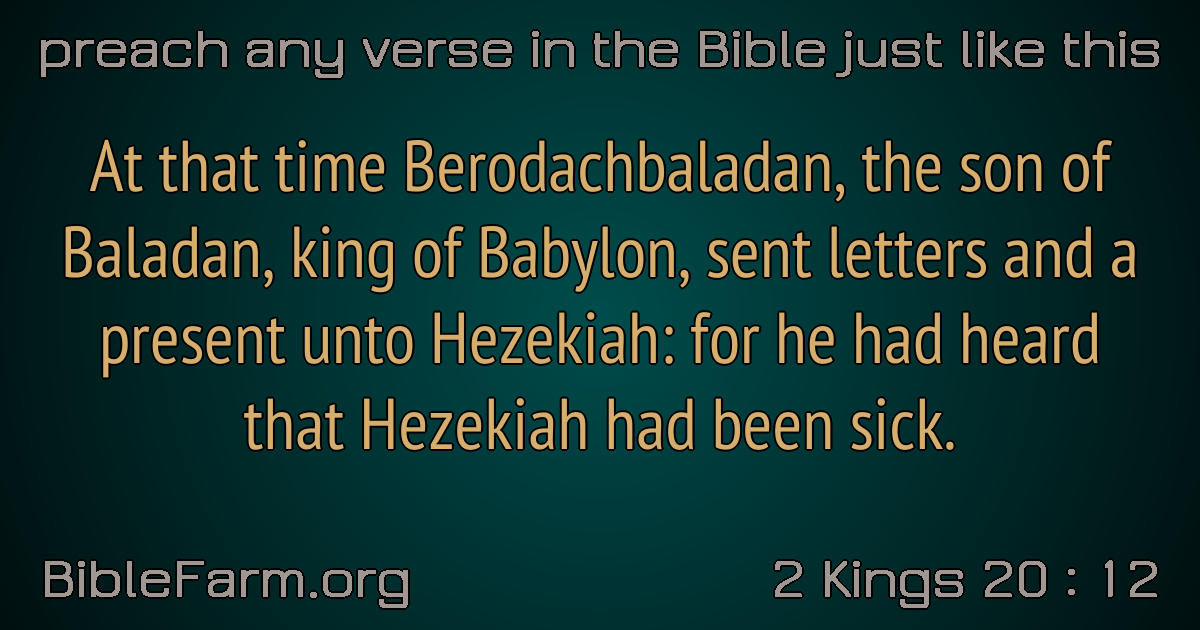 preach any verse in the Bible just like this
At that time Berodachbaladan, the son of
Baladan, king of Babylon, sent letters and a
present unto Hezekiah: for he had heard
that Hezekiah had been sick.
BibleFarm.org
2 Kings 20 : 12